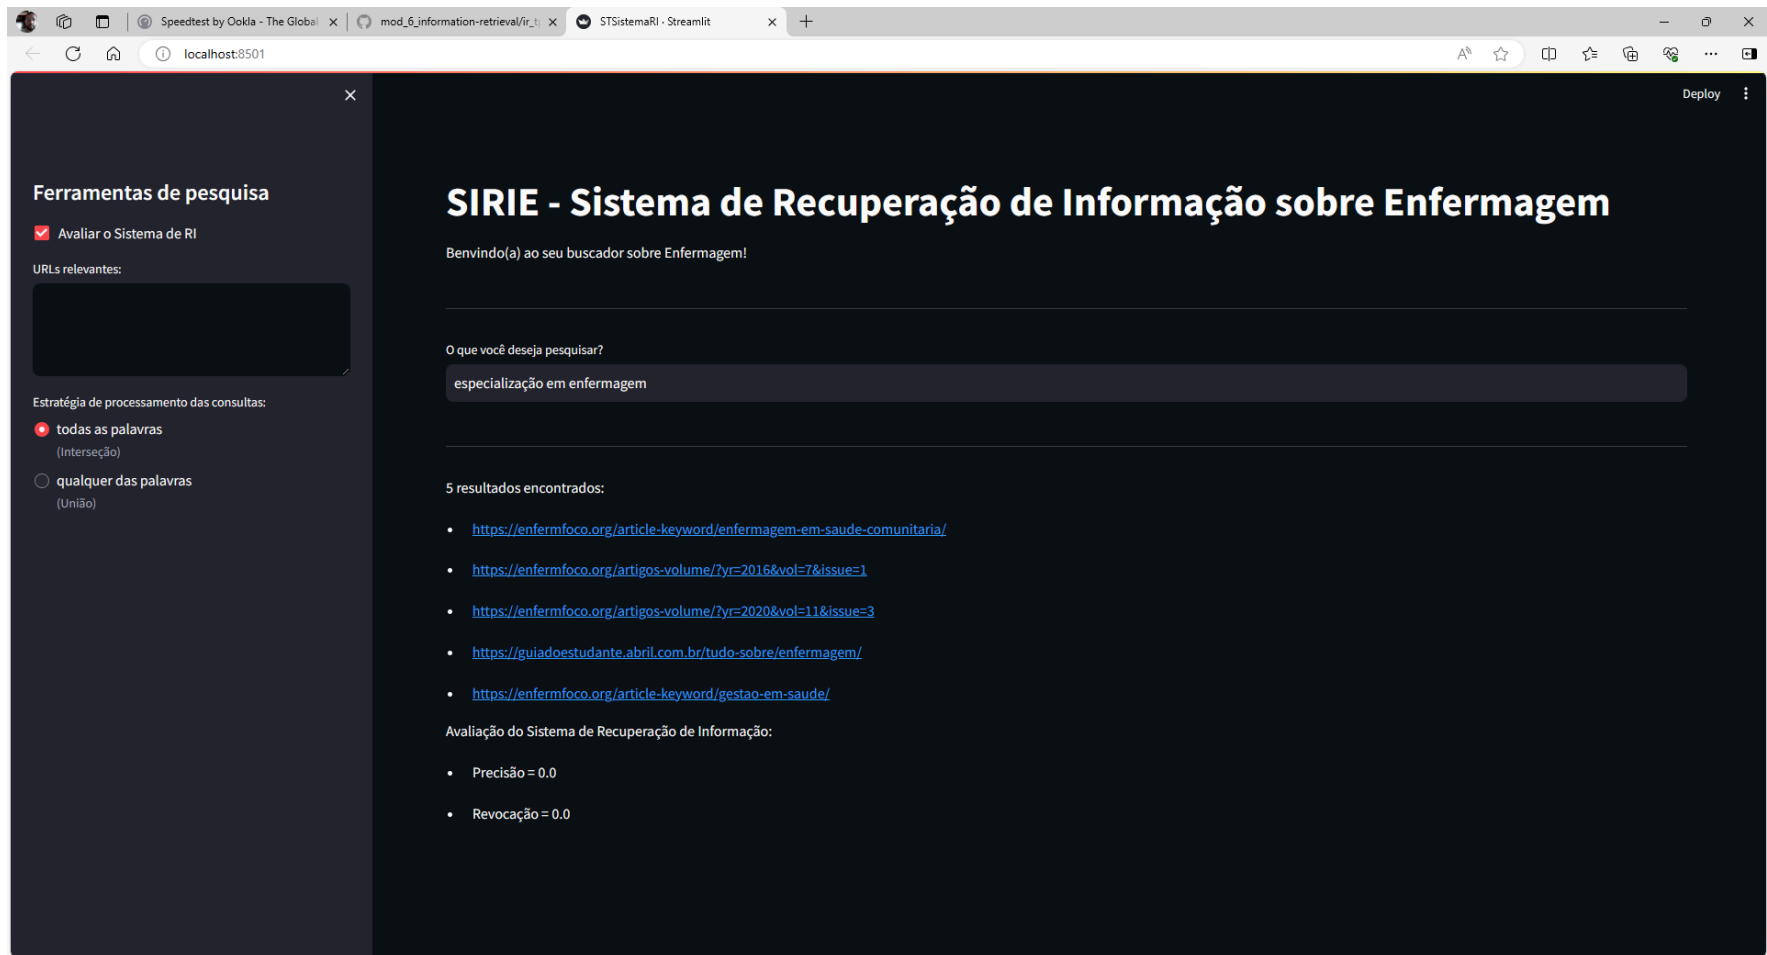 Speedtest by Ookla - The Global
mod_6_information-retrieval/ir_t
STSistemaRI · Streamlit
localhost:8501
Deploy
Ferramentas de pesquisa
Avaliar o Sistema de RI
URLs relevantes:
Estratégia de processamento das consultas:
todas as palavras
(Interseção)
qualquer das palavras
(União)
SIRIE - Sistema de Recuperação de Informação sobre Enfermagem
Benvindo(a) ao seu buscador sobre Enfermagem!
O que você deseja pesquisar?
especialização em enfermagem
5 resultados encontrados:
https://enfermfoco.org/article-keyword/enfermagem-em-saude-comunitaria/
https://enfermfoco.org/artigos-volume/?yr=2016&vol=7&issue=1
https://enfermfoco.org/artigos-volume/?yr=2020&vol=11&issue=3
https://guiadoestudante.abril.com.br/tudo-sobre/enfermagem/
https://enfermfoco.org/article-keyword/gestao-em-saude/
Avaliação do Sistema de Recuperação de Informação:
Precisão = 0.0
Revocação = 0.0